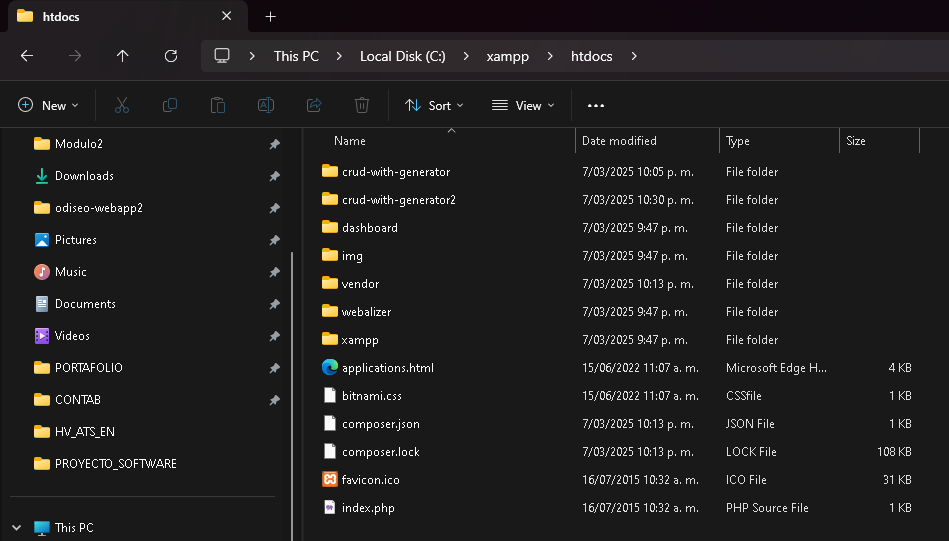 htdocs
This PC > Local Disk (C:) > xampp > htdocs >
New Sort View
Name Date modified Type Size
Modulo2
Downloads
odiseo-webapp2
Pictures
Music
Documents
Videos
PORTAFOLIO
CONTAB
HV_ATS_EN
PROYECTO_SOFTWARE
This PC
crud-with-generator 7/03/2025 10:05 p. m. File folder
crud-with-generator2 7/03/2025 10:30 p. m. File folder
dashboard 7/03/2025 9:47 p. m. File folder
img 7/03/2025 9:47 p. m. File folder
vendor 7/03/2025 10:13 p. m. File folder
webalizer 7/03/2025 9:47 p. m. File folder
xampp 7/03/2025 9:47 p. m. File folder
applications.html 15/06/2022 11:07 a. m. Microsoft Edge H... 4 KB
bitnami.css 15/06/2022 11:07 a. m. CSSfile 1 KB
composer.json 7/03/2025 10:13 p. m. JSON File 1 KB
composer.lock 7/03/2025 10:13 p. m. LOCK File 108 KB
favicon.ico 16/07/2015 10:32 a. m. ICO File 31 KB
index.php 16/07/2015 10:32 a. m. PHP Source File 1 KB